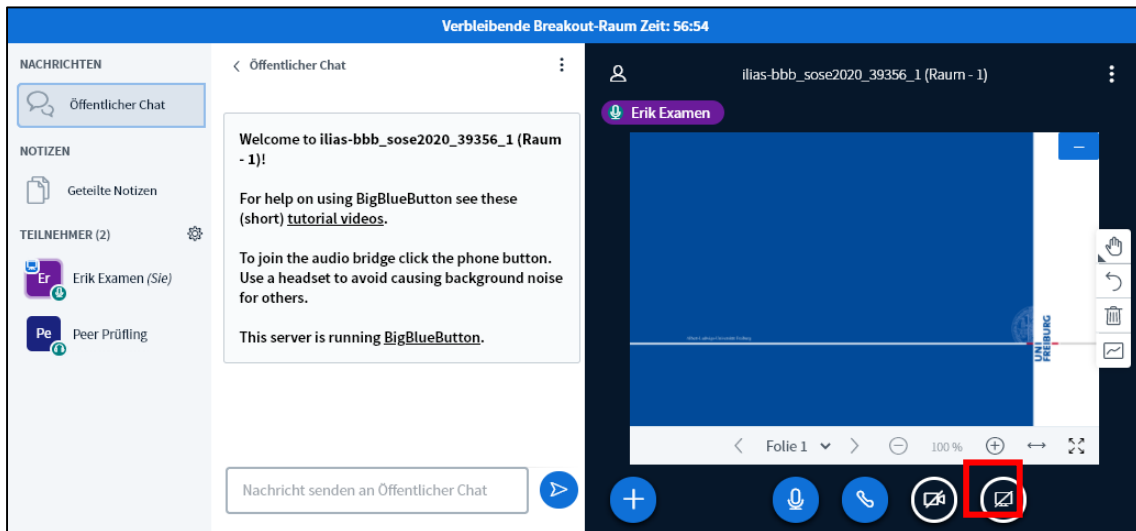 Verbleibende Breakout-Raum Zeit: 56:54
NACHRICHTEN
Öffentlicher Chat
NOTIZEN
Geteilte Notizen
TEILNEHMER (2)
Er
Erik Examen (Sie)
Pe
Peer Prüfling
Öffentlicher Chat
Welcome to ilias-bbb_sose2020_39356_1 (Raum
- 1)!
For help on using BigBlueButton see these
(short) tutorial videos.
To join the audio bridge click the phone button.
Use a headset to avoid causing background noise
for others.
This server is running BigBlueButton.
Nachricht senden an Öffentlicher Chat
ilias-bbb_sose2020_39356_1 (Raum - 1)
Erik Examen
UNI
FREIBURG
Folie 1
100 %